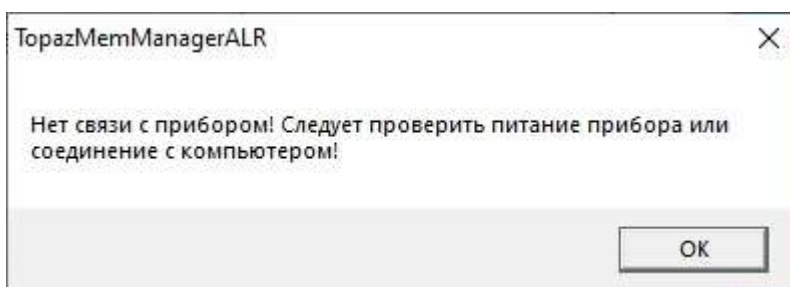 TopazMemManagerALR
Нет связи с прибором! Следует проверить питание прибора или
соединение с компьютером!
OK